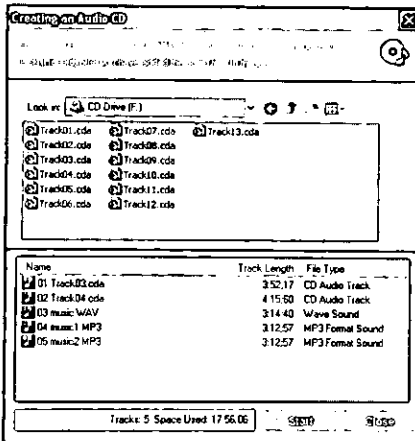 Creating an Audio CD
Look in: CD Drive (F:)
Track01.cda Track07.cda Track13.cda
Track02.cda Track08.cda
Track03.cda Track09.cda
Track04.cda Track10.cda
Track05.cda Track11.cda
Track06.cda Track12.cda
Name Track Length File Type
01 Track03.cda 3:52,17 CD Audio Track
02 Track04 cda 4 15,60 CD Audio Track
03 music WAV 3:14 40 Wave Sound
04 music1 MP3 3:12,57 MP3 Format Sound
05 music2 MP3 3:12;57 MP3 Format Sound
Tracks: 5 Space Used: 17 56.06 Start Close